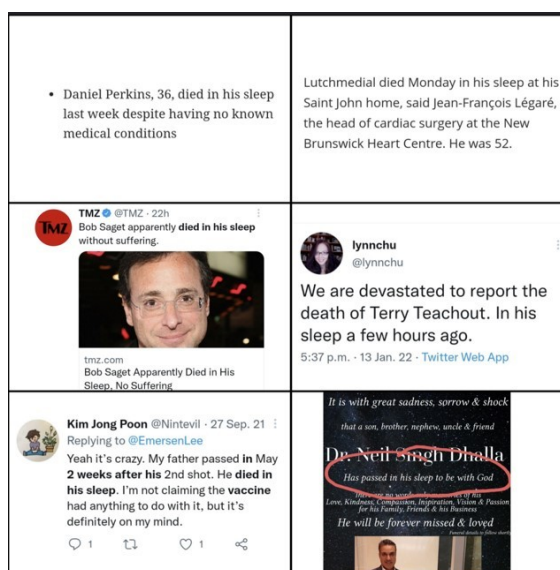 • Daniel Perkins, 36, died in his sleep
last week despite having no known
medical conditions
Lutchmedial died Monday in his sleep at his
Saint John home, said Jean-François Légaré,
the head of cardiac surgery at the New
Brunswick Heart Centre. He was 52.
TMZ
TMZ @TMZ · 22h
Bob Saget apparently died in his sleep
without suffering.
tmz.com
Bob Saget Apparently Died in His
Sleep, No Suffering
lynnchu
@lynnchu
We are devastated to report the
death of Terry Teachout. In his
sleep a few hours ago.
5:37 p.m. · 13 Jan. 22 · Twitter Web App
Kim Jong Poon @Nintevil · 27 Sep. 21
Replying to @EmersenLee
Yeah it's crazy. My father passed in May
2 weeks after his 2nd shot. He died in
his sleep. I'm not claiming the vaccine
had anything to do with it, but it's
definitely on my mind.
1 1
It is with great sadness, sorrow & shock
that a son, brother, nephew, uncle & friend
Dr. Neil Singh Dhalla
Has passed in his sleep to be with God
Love, Kindness, Compassion, Inspiration, Vision & Passion
for his Family, Friends & his Business
He will be forever missed & loved